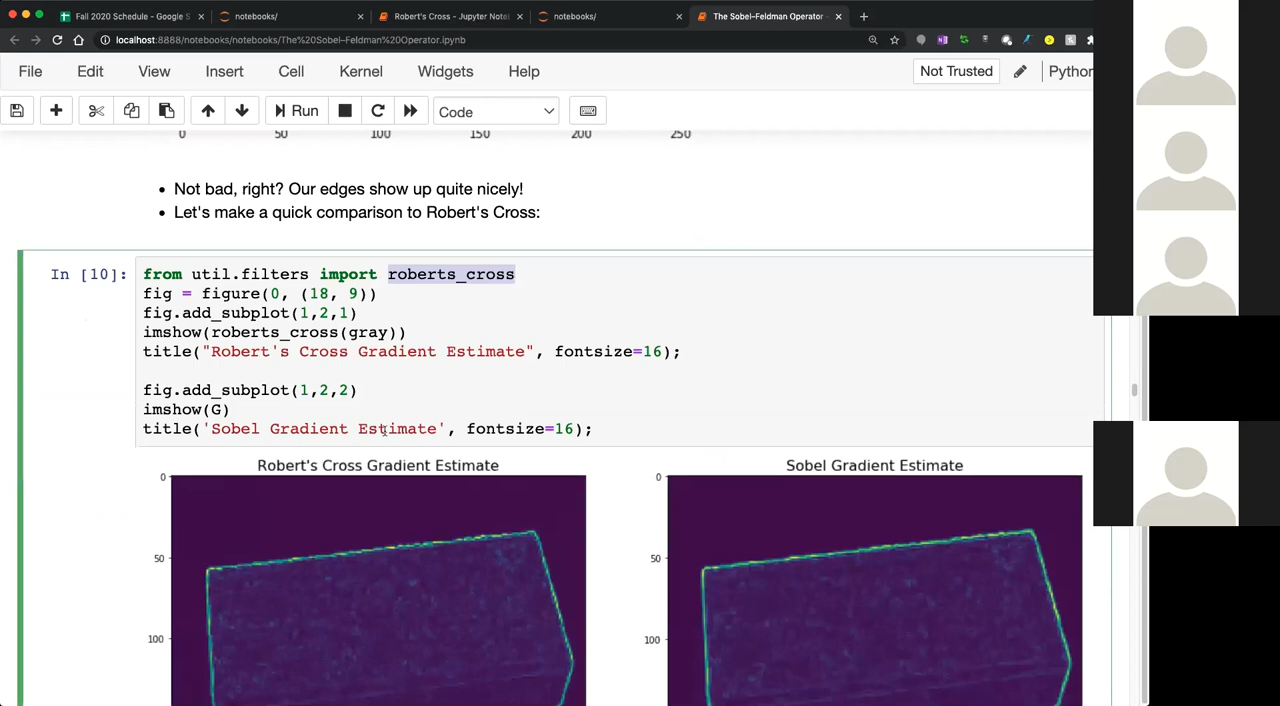 Fall 2020 Schedule - Google S
notebooks/
Robert's Cross - Jupyter Note
notebooks/
The Sobel–Feldman Operator -
localhost:8888/notebooks/notebooks/The%20Sobel–Feldman%20Operator.ipynb
File Edit View Insert Cell Kernel Widgets Help
Not Trusted
Python
Run
Code
0 50 100 150 200 250
Not bad, right? Our edges show up quite nicely!
Let's make a quick comparison to Robert's Cross:
In [10]:
from util.filters import roberts_cross
fig = figure(0, (18, 9))
fig.add_subplot(1,2,1)
imshow(roberts_cross(gray))
title("Robert's Cross Gradient Estimate", fontsize=16);
fig.add_subplot(1,2,2)
imshow(G)
title('Sobel Gradient Estimate', fontsize=16);
Robert's Cross Gradient Estimate
0
50
100
Sobel Gradient Estimate
0
50
100